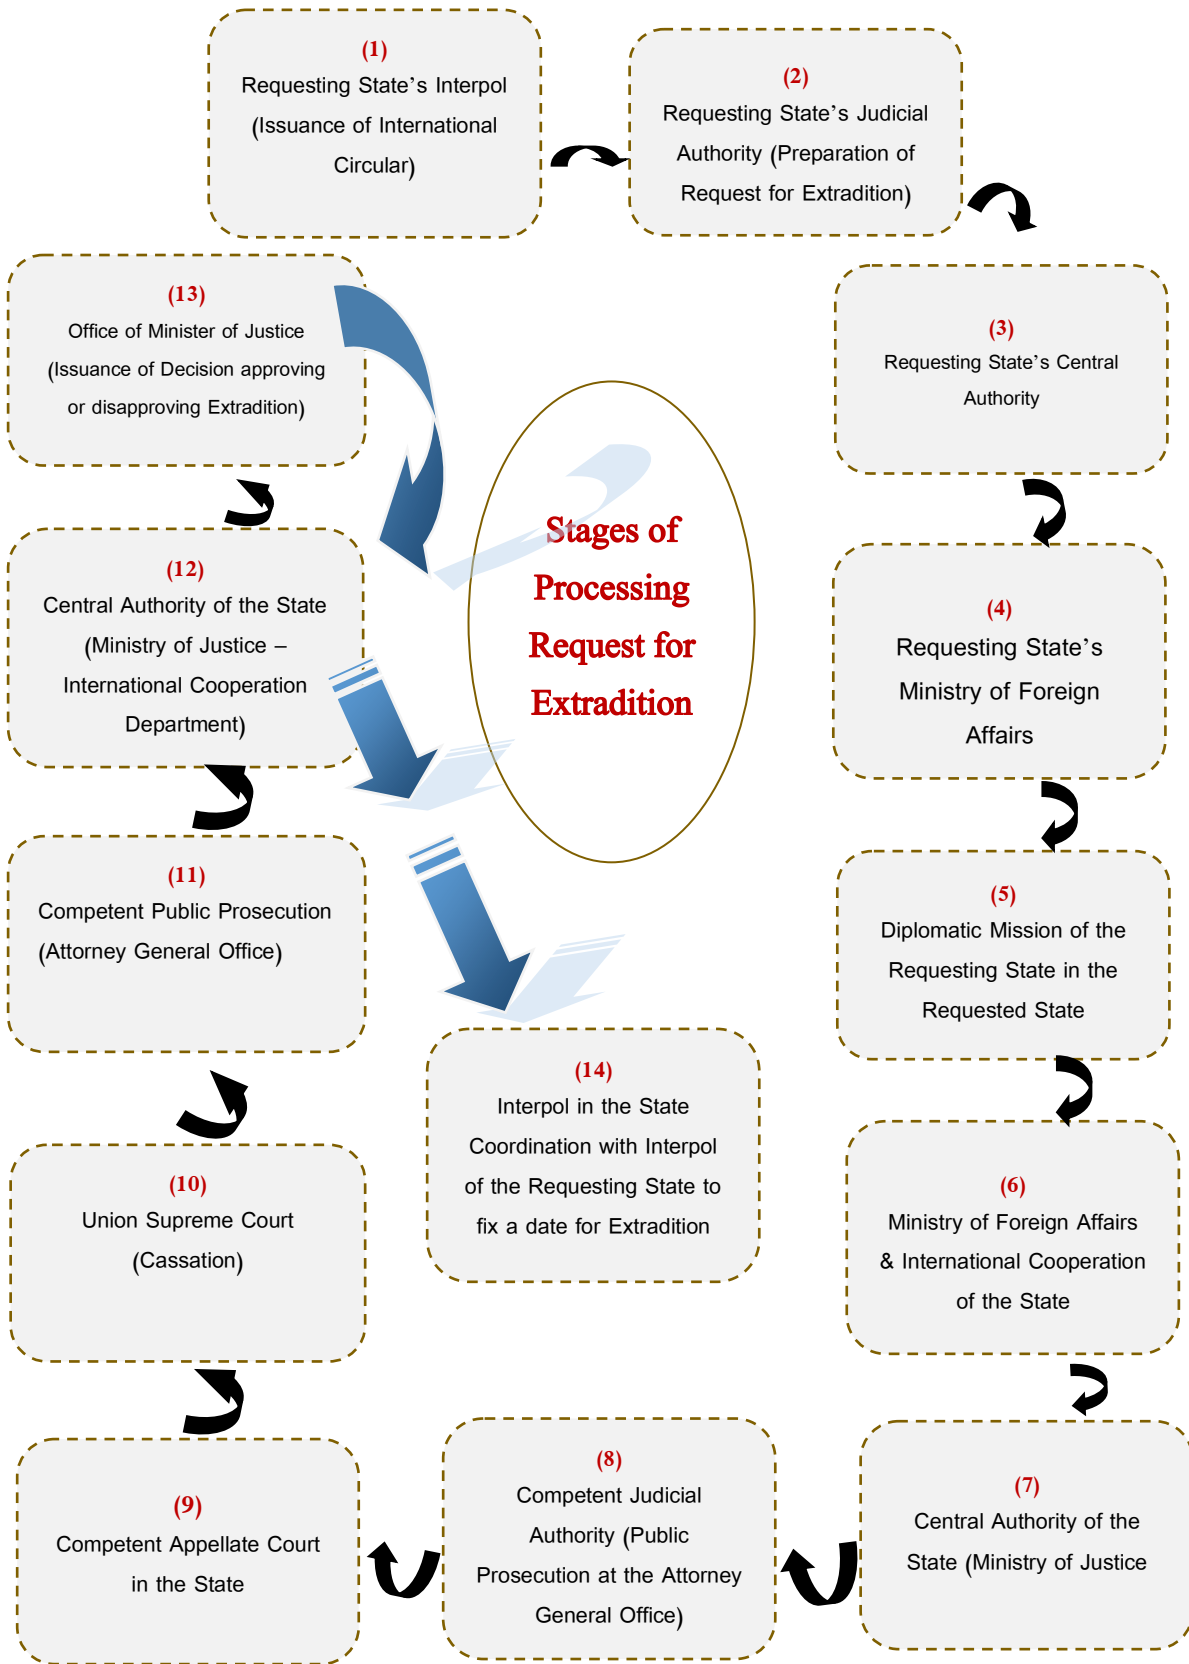 (1)
Requesting State’s Interpol
(Issuance of International
Circular)
(2)
Requesting State’s Judicial
Authority (Preparation of
Request for Extradition)
(3)
Requesting State’s Central
Authority
(4)
Requesting State’s
Ministry of Foreign
Affairs
(5)
Diplomatic Mission of the
Requesting State in the
Requested State
(6)
Ministry of Foreign Affairs
& International Cooperation
of the State
(7)
Central Authority of the
State (Ministry of Justice
(8)
Competent Judicial
Authority (Public
Prosecution at the Attorney
General Office)
(9)
Competent Appellate Court
in the State
(10)
Union Supreme Court
(Cassation)
(11)
Competent Public Prosecution
(Attorney General Office)
(12)
Central Authority of the State
(Ministry of Justice –
International Cooperation
Department)
(13)
Office of Minister of Justice
(Issuance of Decision approving
or disapproving Extradition)
(14)
Interpol in the State
Coordination with Interpol
of the Requesting State to
fix a date for Extradition
Stages of
Processing
Request for
Extradition